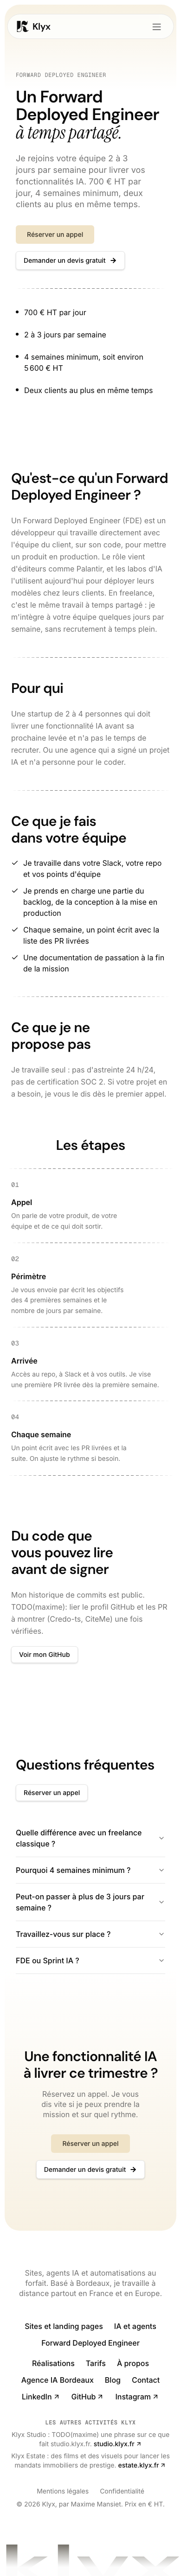 Klyx
FORWARD DEPLOYED ENGINEER
Un Forward
Deployed Engineer
à temps partagé.
Je rejoins votre équipe 2 à 3
jours par semaine pour livrer vos
fonctionnalités IA. 700 € HT par
jour, 4 semaines minimum, deux
clients au plus en même temps.
Réserver un appel
Demander un devis gratuit →
700 € HT par jour
2 à 3 jours par semaine
4 semaines minimum, soit environ
5 600 € HT
Deux clients au plus en même temps
Qu'est-ce qu'un Forward
Deployed Engineer ?
Un Forward Deployed Engineer (FDE) est un
développeur qui travaille directement avec
l'équipe du client, sur son code, pour mettre
un produit en production. Le rôle vient
d'éditeurs comme Palantir, et les labos d'IA
l'utilisent aujourd'hui pour déployer leurs
modèles chez leurs clients. En freelance,
c'est le même travail à temps partagé : je
m'intègre à votre équipe quelques jours par
semaine, sans recrutement à temps plein.
Pour qui
Une startup de 2 à 4 personnes qui doit
livrer une fonctionnalité IA avant sa
prochaine levée et n'a pas le temps de
recruter. Ou une agence qui a signé un projet
IA et n'a personne pour le coder.
Ce que je fais
dans votre équipe
Je travaille dans votre Slack, votre repo
et vos points d'équipe
Je prends en charge une partie du
backlog, de la conception à la mise en
production
Chaque semaine, un point écrit avec la
liste des PR livrées
Une documentation de passation à la fin
de la mission
Ce que je ne
propose pas
Je travaille seul : pas d'astreinte 24 h/24,
pas de certification SOC 2. Si votre projet en
a besoin, je vous le dis dès le premier appel.
Les étapes
01
Appel
On parle de votre produit, de votre
équipe et de ce qui doit sortir.
02
Périmètre
Je vous envoie par écrit les objectifs
des 4 premières semaines et le
nombre de jours par semaine.
03
Arrivée
Accès au repo, à Slack et à vos outils. Je vise
une première PR livrée dès la première semaine.
04
Chaque semaine
Un point écrit avec les PR livrées et la
suite. On ajuste le rythme si besoin.
Du code que
vous pouvez lire
avant de signer
Mon historique de commits est public.
TODO(maxime): lier le profil GitHub et les PR
à montrer (Credo-ts, CiteMe) une fois
vérifiées.
Voir mon GitHub
Questions fréquentes
Réserver un appel
Quelle différence avec un freelance
classique ?
Pourquoi 4 semaines minimum ?
Peut-on passer à plus de 3 jours par
semaine ?
Travaillez-vous sur place ?
FDE ou Sprint IA ?
Une fonctionnalité IA
à livrer ce trimestre ?
Réservez un appel. Je vous
dis vite si je peux prendre la
mission et sur quel rythme.
Réserver un appel
Demander un devis gratuit →
Sites, agents IA et automatisations au
forfait. Basé à Bordeaux, je travaille à
distance partout en France et en Europe.
Sites et landing pages IA et agents
Forward Deployed Engineer
Réalisations Tarifs À propos
Agence IA Bordeaux Blog Contact
LinkedIn ↗ GitHub ↗ Instagram ↗
LES AUTRES ACTIVITÉS KLYX
Klyx Studio : TODO(maxime) une phrase sur ce que
fait studio.klyx.fr. studio.klyx.fr ↗
Klyx Estate : des films et des visuels pour lancer les
mandats immobiliers de prestige. estate.klyx.fr ↗
Mentions légales Confidentialité
© 2026 Klyx, par Maxime Mansiet. Prix en € HT.
klyx